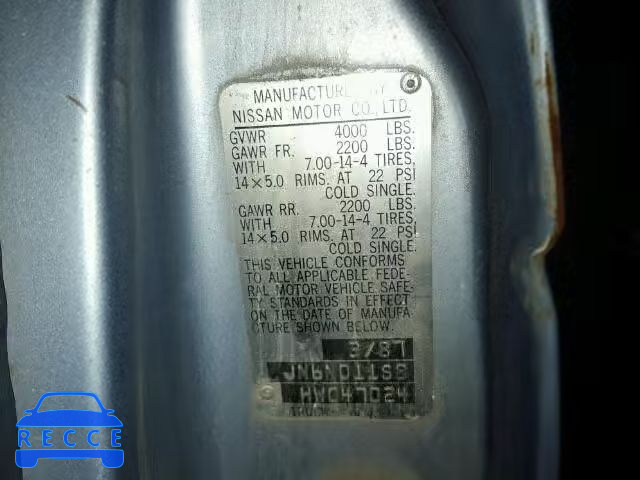 MANUFACTURED BY
NISSAN MOTOR CO., LTD.
GVWR 4000 LBS.
GAWR FR. 2200 LBS.
WITH 7.00-14-4 TIRES,
14×5.0 RIMS. AT 22 PSI
COLD SINGLE.
GAWR RR. 2200 LBS.
WITH 7.00-14-4 TIRES,
14×5.0 RIMS. AT 22 PSI
COLD SINGLE.
THIS VEHICLE CONFORMS
TO ALL APPLICABLE FEDE-
RAL MOTOR VEHICLE SAFE-
TY STANDARDS IN EFFECT
ON THE DATE OF MANUFA-
CTURE SHOWN BELOW.
3/87
JN6ND11S8
HW047024
TRUCK
RECCE